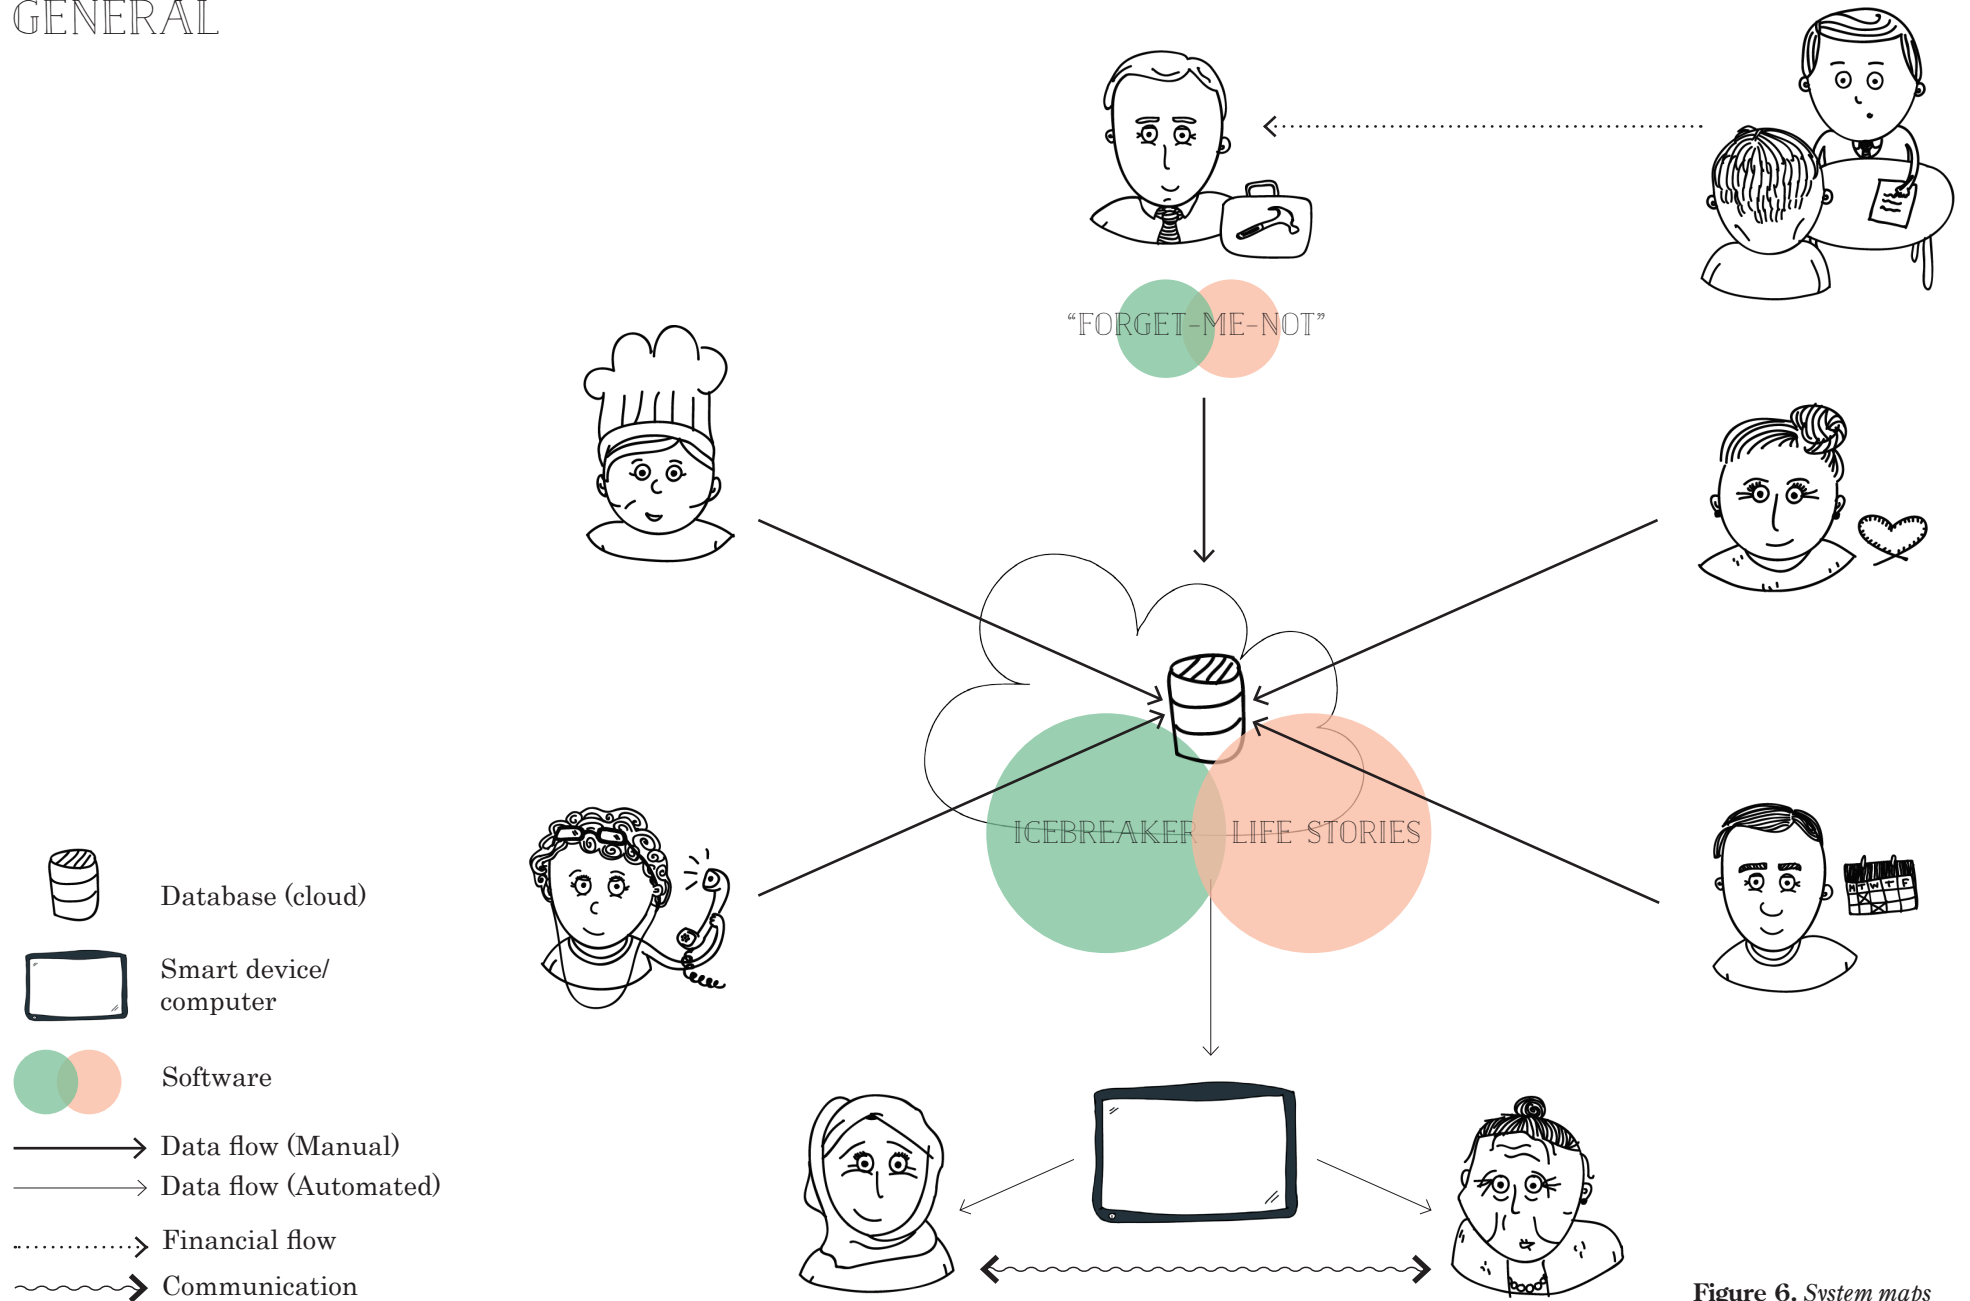 GENERAL
“FORGET-ME-NOT”
M T W T F
ICEBREAKER
LIFE STORIES
Database (cloud)
Smart device/
computer
Software
Data flow (Manual)
Data flow (Automated)
Financial flow
Communication
Figure 6. System maps